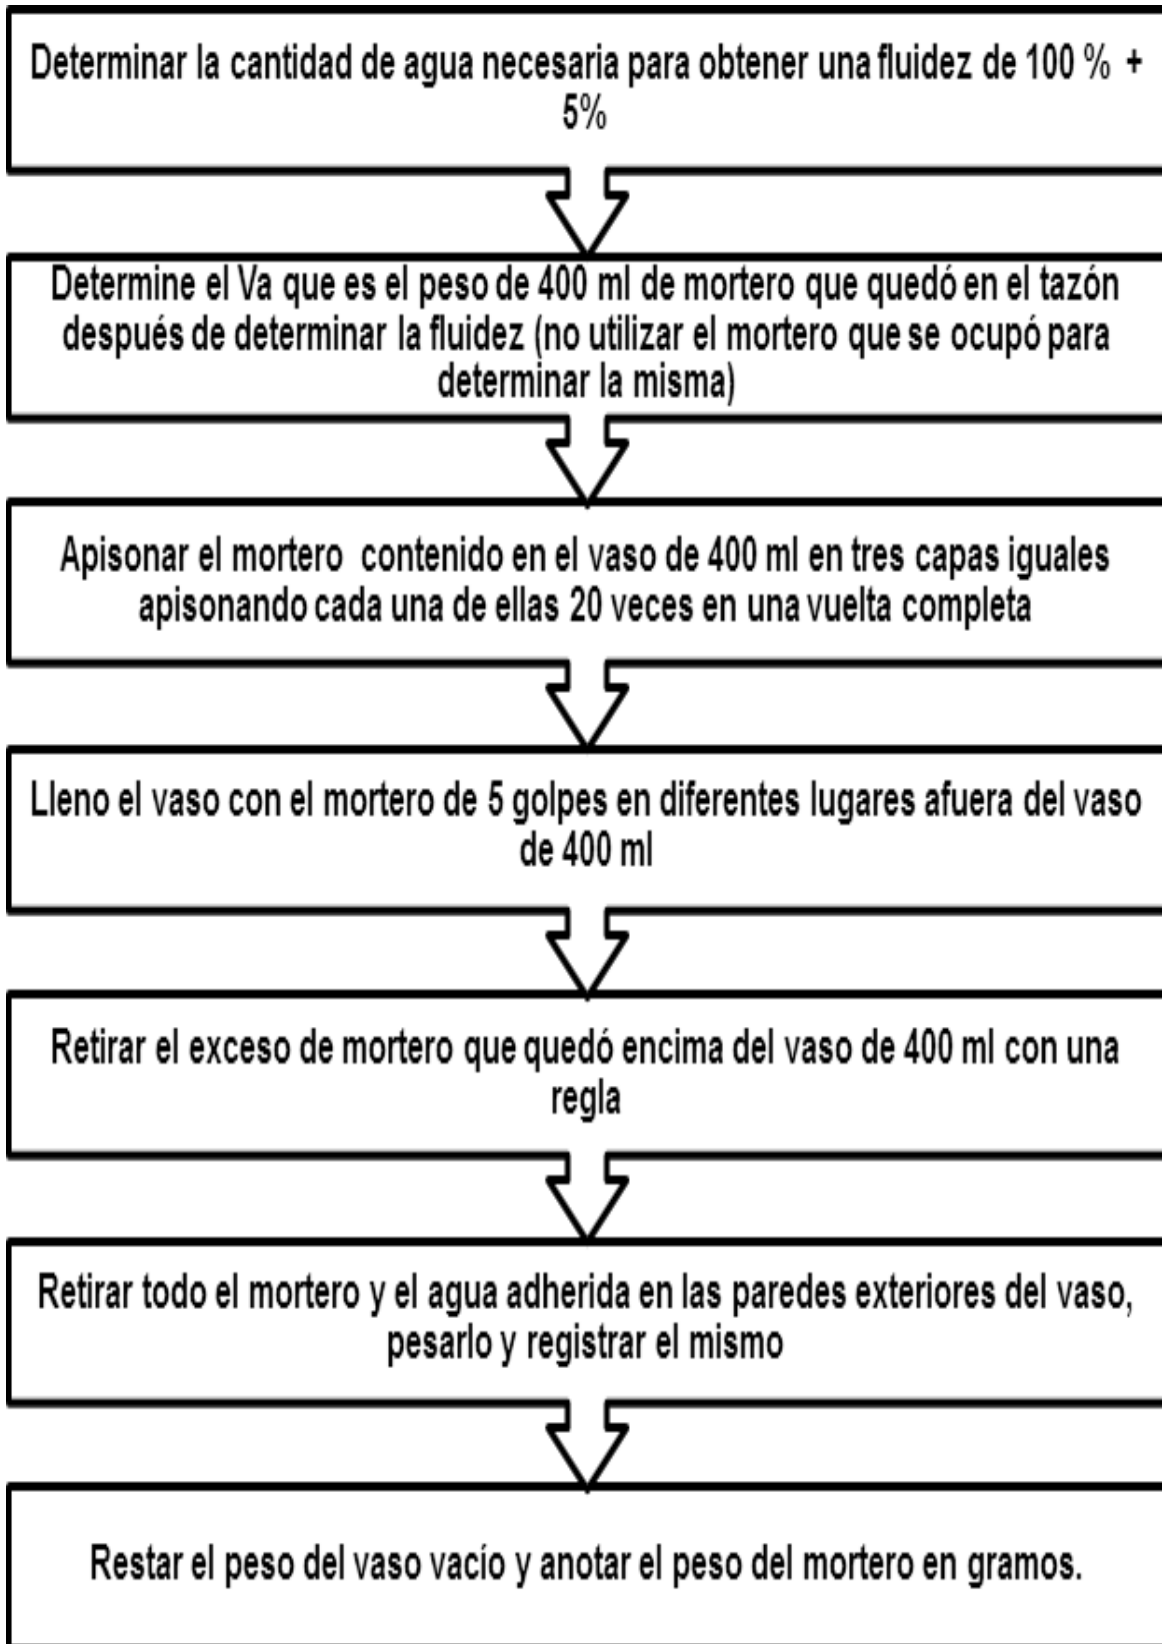 Determinar la cantidad de agua necesaria para obtener una fluidez de 100 % +
5%
Determine el Va que es el peso de 400 ml de mortero que quedó en el tazón
después de determinar la fluidez (no utilizar el mortero que se ocupó para
determinar la misma)
Apisonar el mortero contenido en el vaso de 400 ml en tres capas iguales
apisonando cada una de ellas 20 veces en una vuelta completa
Lleno el vaso con el mortero de 5 golpes en diferentes lugares afuera del vaso
de 400 ml
Retirar el exceso de mortero que quedó encima del vaso de 400 ml con una
regla
Retirar todo el mortero y el agua adherida en las paredes exteriores del vaso,
pesarlo y registrar el mismo
Restar el peso del vaso vacío y anotar el peso del mortero en gramos.